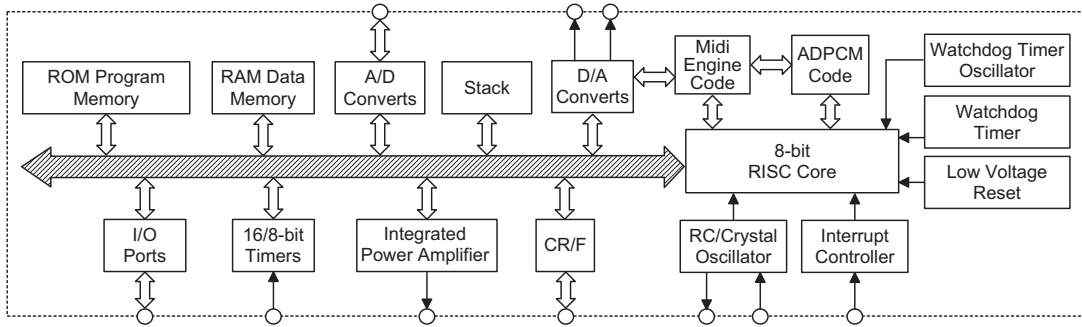 ROM Program
Memory
RAM Data
Memory
A/D
Converts
Stack
D/A
Converts
Midi
Engine
Code
ADPCM
Code
Watchdog Timer
Oscillator
Watchdog
Timer
Low Voltage
Reset
8-bit
RISC Core
I/O
Ports
16/8-bit
Timers
Integrated
Power Amplifier
CR/F
RC/Crystal
Oscillator
Interrupt
Controller